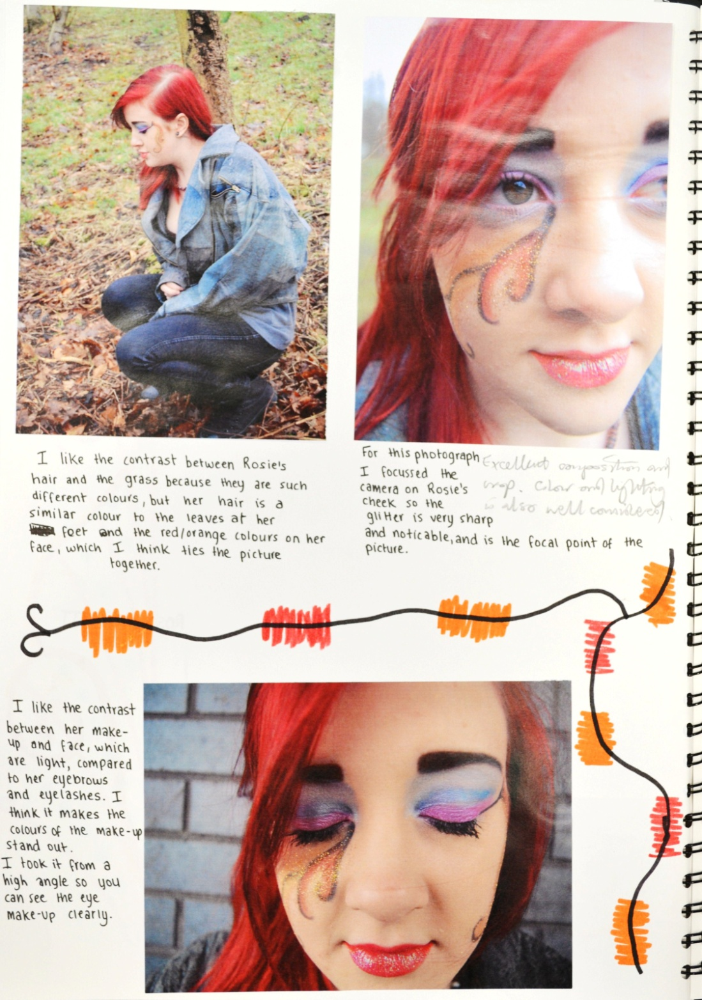 I like the contrast between Rosie's
hair and the grass because they are such
different colours, but her hair is a
similar colour to the leaves at her
feet and the red/orange colours on her
face, which I think ties the picture
together.
For this photograph
I focussed the
camera on Rosie's
cheek so the
glitter is very sharp
and noticable, and is the focal point of the
picture.
Excellent composition and
crop. Colour and lighting
is also well considered.
I like the contrast
between her make-
up and face, which
are light, compared
to her eyebrows
and eyelashes. I
think it makes the
colours of the make-up
stand out.
I took it from a
high angle so you
can see the eye
make-up clearly.